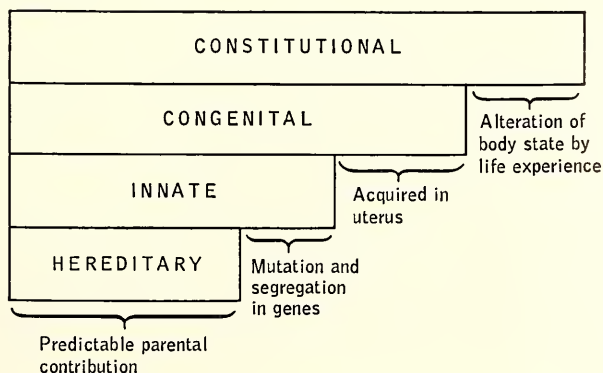 CONSTITUTIONAL
CONGENITAL
Alteration of
body state by
life experience
INNATE
Acquired in
uterus
HEREDITARY
Mutation and
segregation
in genes
Predictable parental
contribution